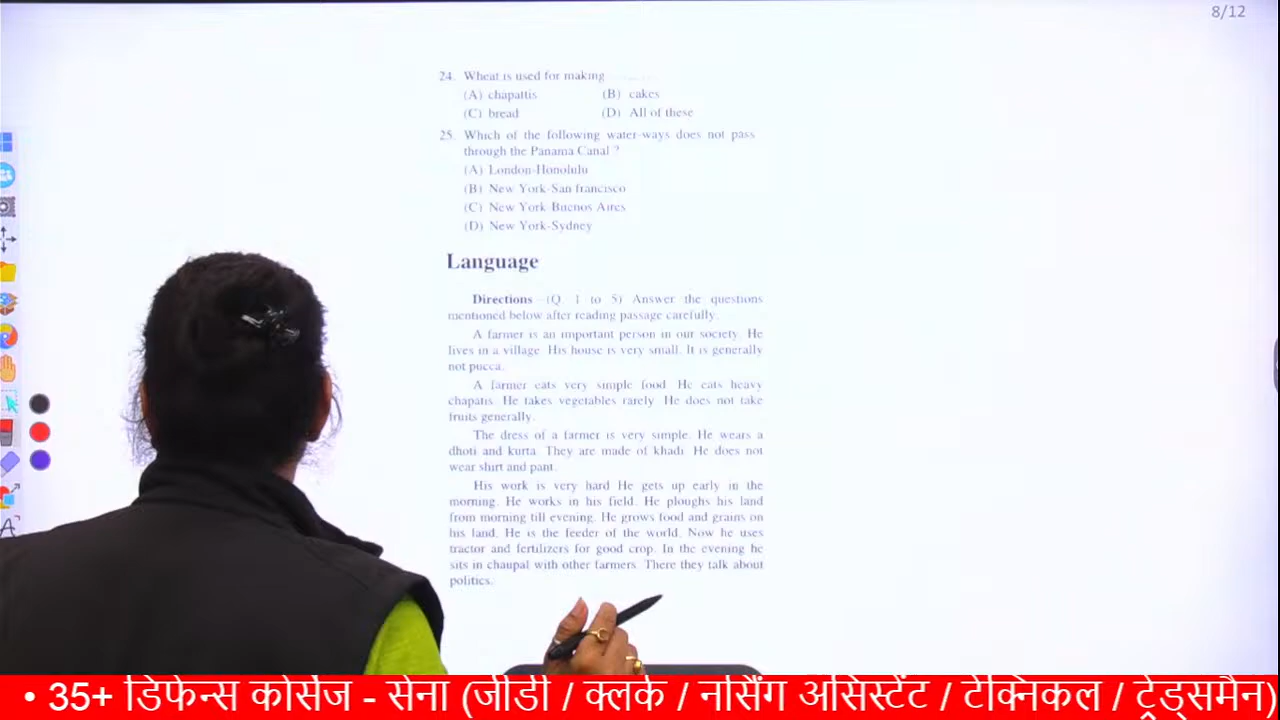 8/12
24. Wheat is used for making
(A) chapattis (B) cakes
(C) bread (D) All of these
25. Which of the following water-ways does not pass
through the Panama Canal ?
(A) London-Honolulu
(B) New York-San francisco
(C) New York-Buenos Aires
(D) New York-Sydney
Language
Directions—(Q. 1 to 5) Answer the questions
mentioned below after reading passage carefully.
A farmer is an important person in our society. He
lives in a village. His house is very small. It is generally
not pucca.
A farmer eats very simple food. He eats heavy
chapatis. He takes vegetables rarely. He does not take
fruits generally.
The dress of a farmer is very simple. He wears a
dhoti and kurta. They are made of khadi. He does not
wear shirt and pant.
His work is very hard He gets up early in the
morning. He works in his field. He ploughs his land
from morning till evening. He grows food and grains on
his land. He is the feeder of the world. Now he uses
tractor and fertilizers for good crop. In the evening he
sits in chaupal with other farmers. There they talk about
politics.
• 35+ डिफेन्स कोर्सेज - सेना (जीडी / क्लर्क / नर्सिंग असिस्टेंट / टेक्निकल / ट्रेड्समैन)